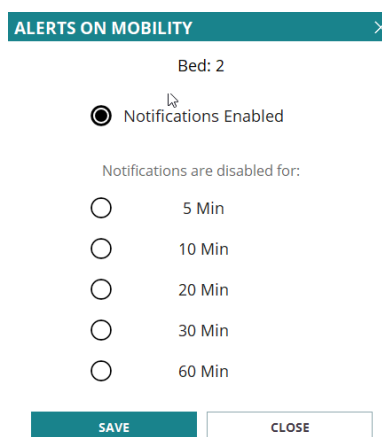 ALERTS ON MOBILITY
Bed: 2
Notifications Enabled
Notifications are disabled for:
5 Min
10 Min
20 Min
30 Min
60 Min
SAVE CLOSE